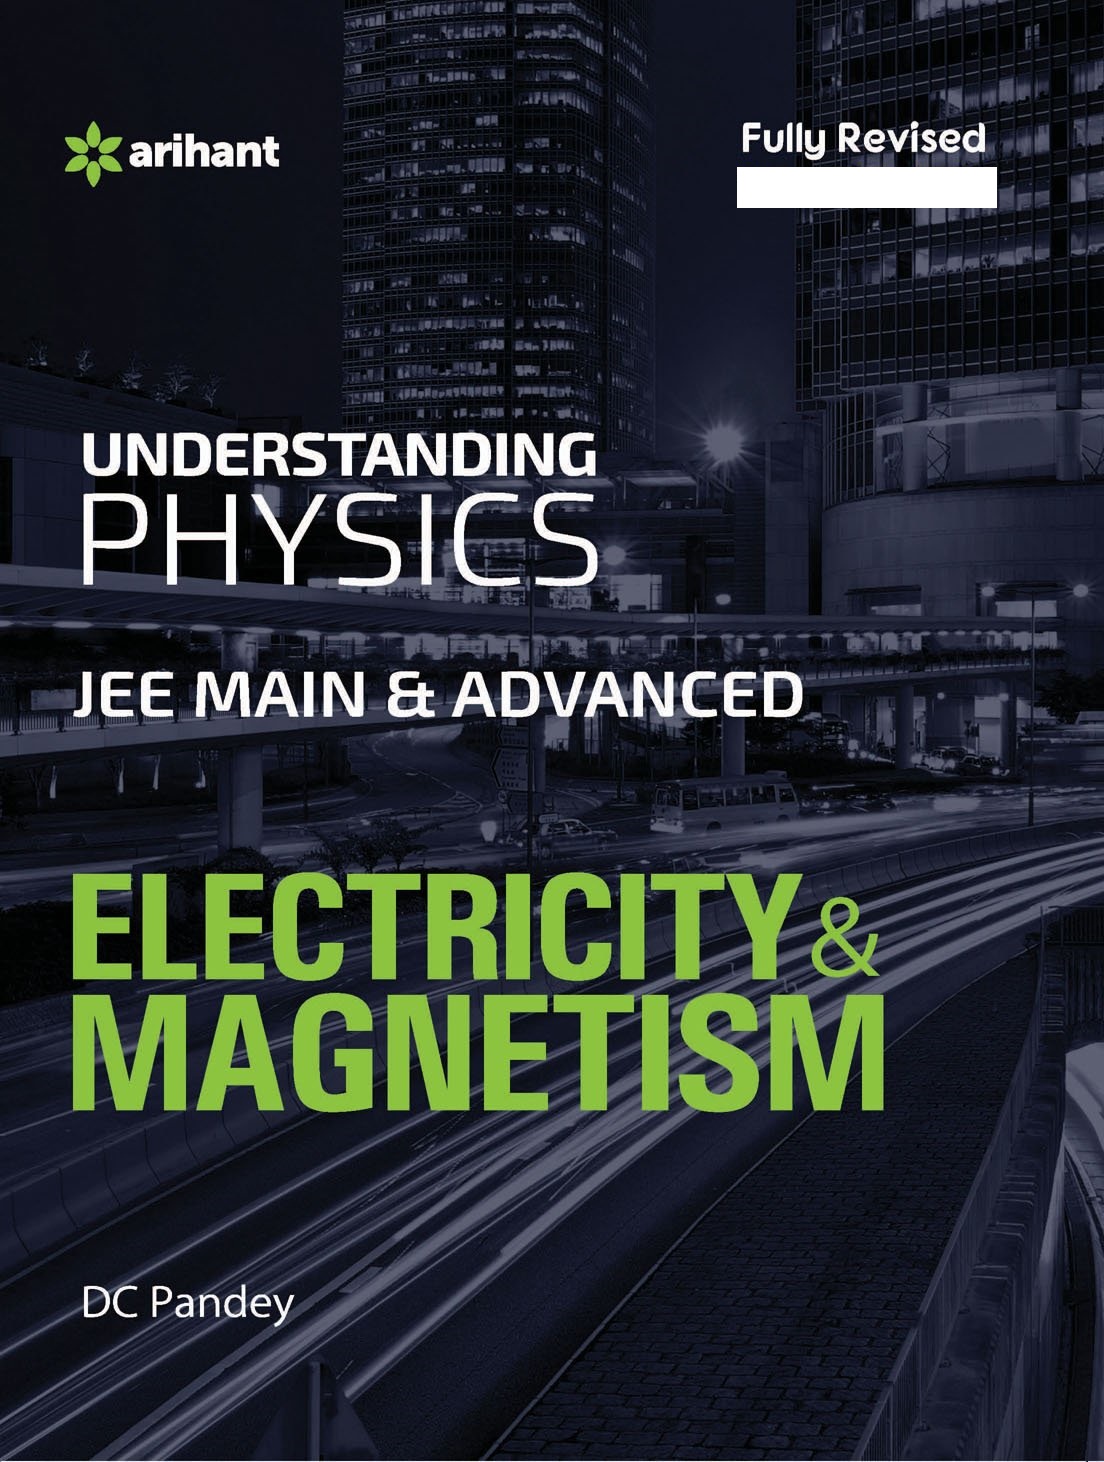 arihant
Fully Revised
UNDERSTANDING
PHYSICS
JEE MAIN & ADVANCED
ELECTRICITY &
MAGNETISM
DC Pandey